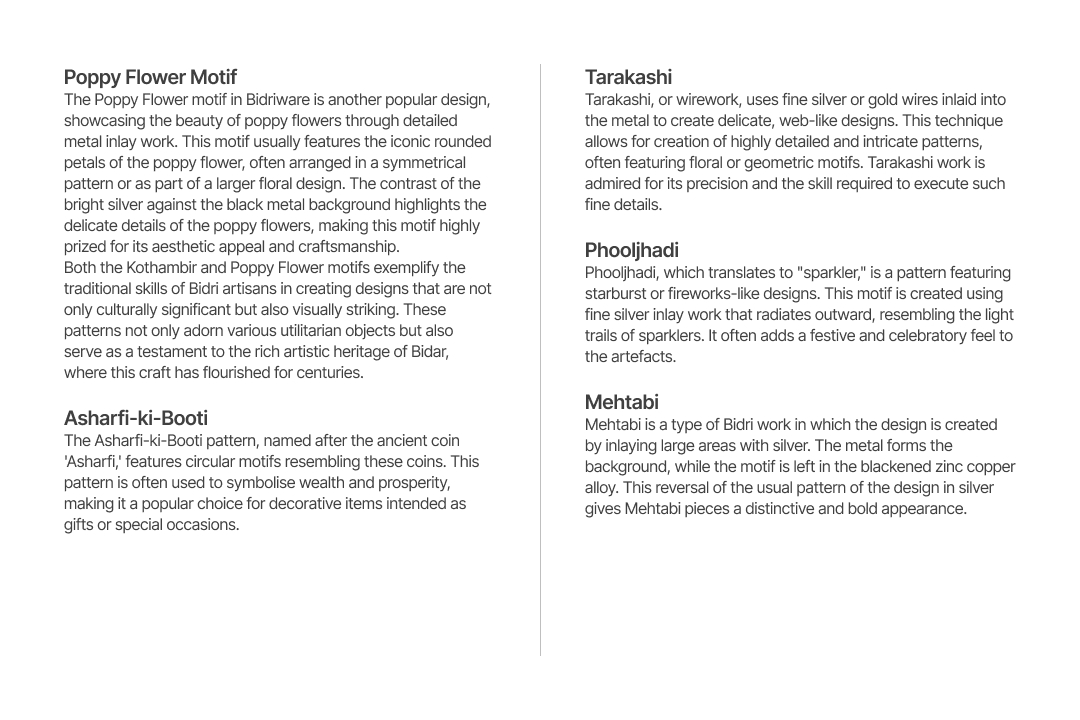 Poppy Flower Motif
The Poppy Flower motif in Bidriware is another popular design,
showcasing the beauty of poppy flowers through detailed
metal inlay work. This motif usually features the iconic rounded
petals of the poppy flower, often arranged in a symmetrical
pattern or as part of a larger floral design. The contrast of the
bright silver against the black metal background highlights the
delicate details of the poppy flowers, making this motif highly
prized for its aesthetic appeal and craftsmanship.
Both the Kothambir and Poppy Flower motifs exemplify the
traditional skills of Bidri artisans in creating designs that are not
only culturally significant but also visually striking. These
patterns not only adorn various utilitarian objects but also
serve as a testament to the rich artistic heritage of Bidar,
where this craft has flourished for centuries.
Asharfi-ki-Booti
The Asharfi-ki-Booti pattern, named after the ancient coin
'Asharfi,' features circular motifs resembling these coins. This
pattern is often used to symbolise wealth and prosperity,
making it a popular choice for decorative items intended as
gifts or special occasions.
Tarakashi
Tarakashi, or wirework, uses fine silver or gold wires inlaid into
the metal to create delicate, web-like designs. This technique
allows for creation of highly detailed and intricate patterns,
often featuring floral or geometric motifs. Tarakashi work is
admired for its precision and the skill required to execute such
fine details.
Phooljhadi
Phooljhadi, which translates to "sparkler," is a pattern featuring
starburst or fireworks-like designs. This motif is created using
fine silver inlay work that radiates outward, resembling the light
trails of sparklers. It often adds a festive and celebratory feel to
the artefacts.
Mehtabi
Mehtabi is a type of Bidri work in which the design is created
by inlaying large areas with silver. The metal forms the
background, while the motif is left in the blackened zinc copper
alloy. This reversal of the usual pattern of the design in silver
gives Mehtabi pieces a distinctive and bold appearance.